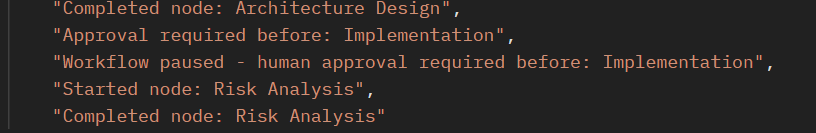 "Completed node: Architecture Design",
"Approval required before: Implementation",
"Workflow paused - human approval required before: Implementation",
"Started node: Risk Analysis",
"Completed node: Risk Analysis"